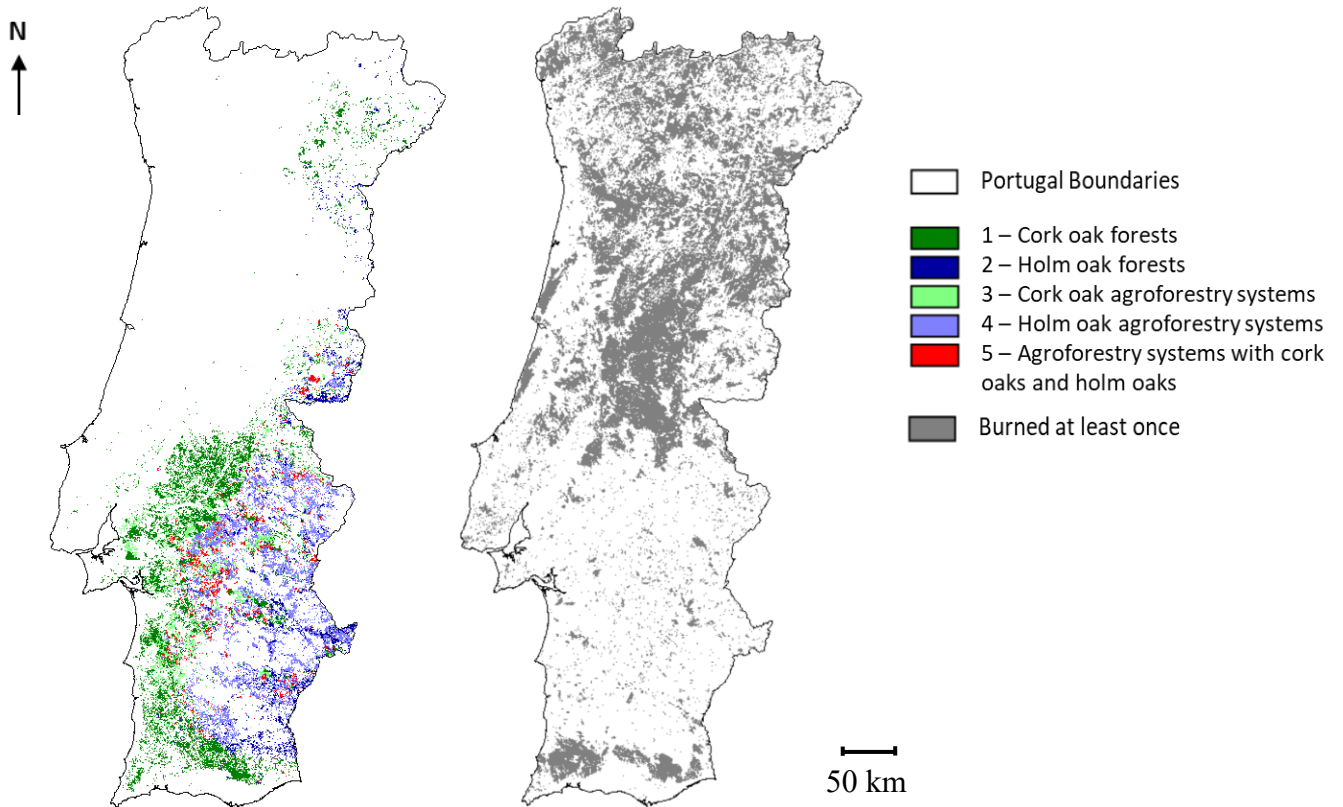 N
Portugal Boundaries
1 – Cork oak forests
2 – Holm oak forests
3 – Cork oak agroforestry systems
4 – Holm oak agroforestry systems
5 – Agroforestry systems with cork
oaks and holm oaks
Burned at least once
50 km